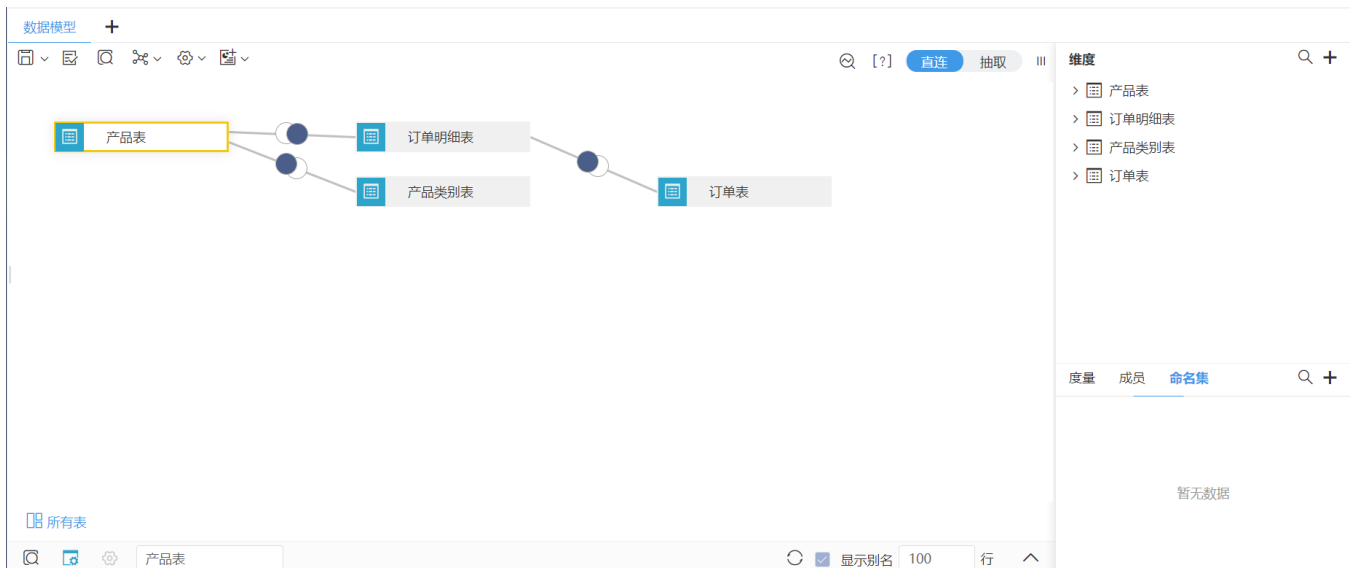 数据模型
[?] 直连 抽取
产品表
订单明细表
产品类别表
订单表
所有表
产品表
显示别名 100 行
维度
产品表
订单明细表
产品类别表
订单表
度量 成员 命名集
暂无数据